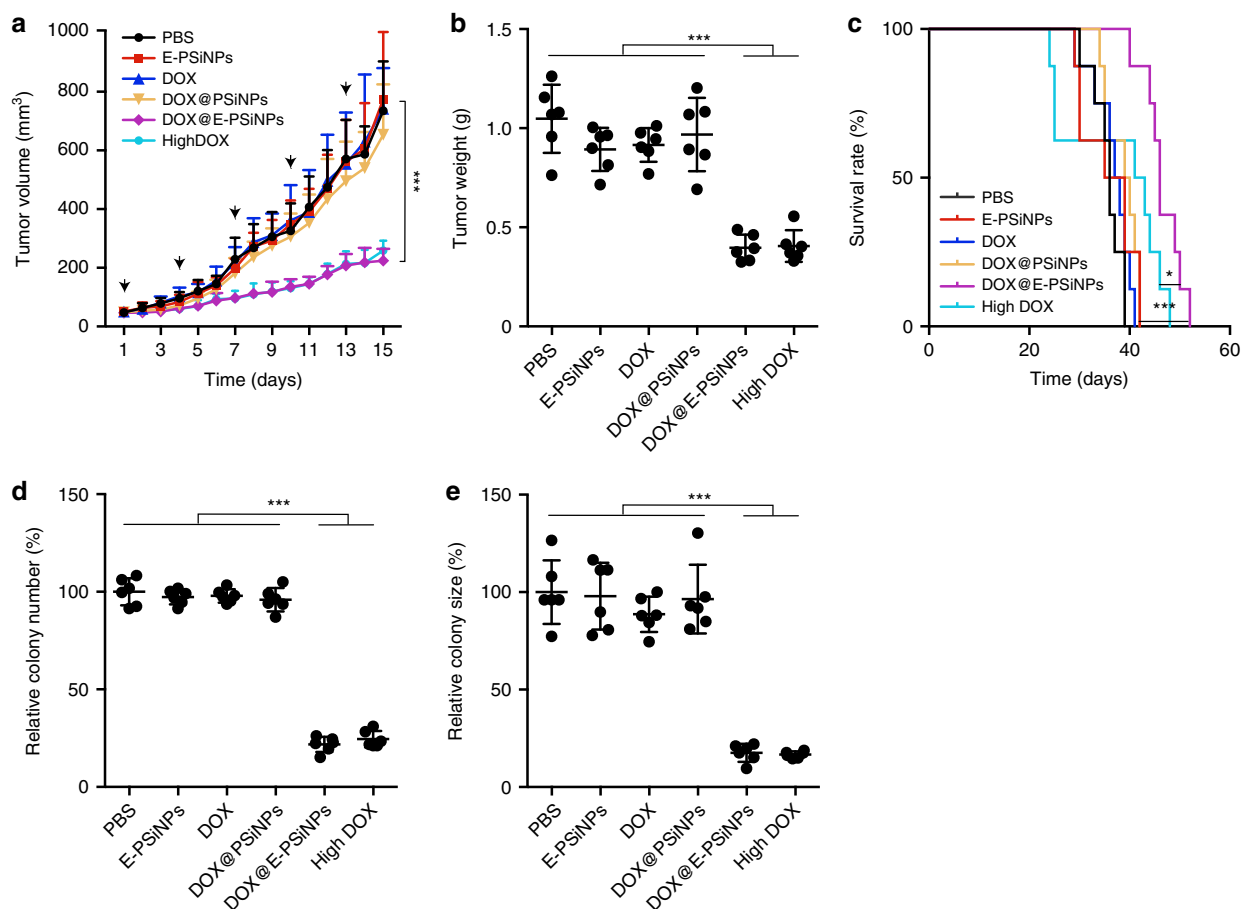 a
1000
800
600
400
200
0
Tumor volume (mm³)
PBS
E-PSiNPs
DOX
DOX@PSiNPs
DOX@E-PSiNPs
HighDOX
***
1 3 5 7 9 11 13 15
Time (days)
b
1.5
1.0
0.5
0.0
Tumor weight (g)
***
PBS
E-PSiNPs
DOX
DOX@PSiNPs
DOX@E-PSiNPs
High DOX
c
100
50
0
Survival rate (%)
PBS
E-PSiNPs
DOX
DOX@PSiNPs
DOX@E-PSiNPs
High DOX
*
***
0 20 40 60
Time (days)
d
150
100
50
0
Relative colony number (%)
***
PBS
E-PSiNPs
DOX
DOX@PSiNPs
DOX@E-PSiNPs
High DOX
e
150
100
50
0
Relative colony size (%)
***
PBS
E-PSiNPs
DOX
DOX@PSiNPs
DOX@E-PSiNPs
High DOX